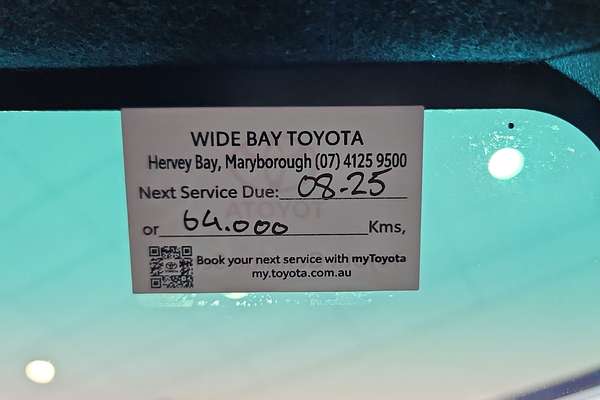 WIDE BAY TOYOTA
Hervey Bay, Maryborough (07) 4125 9500
Next Service Due: 08-25
or 64.000 Kms,
Book your next service with myToyota
my.toyota.com.au